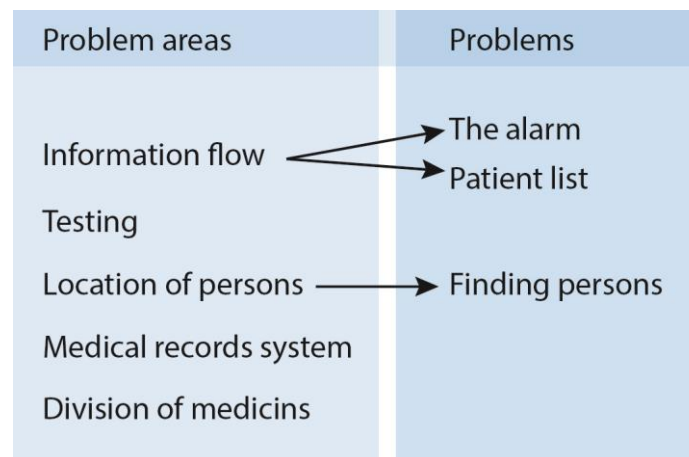 Problem areas
Problems
Information flow
The alarm
Patient list
Testing
Location of persons
Finding persons
Medical records system
Division of medicins